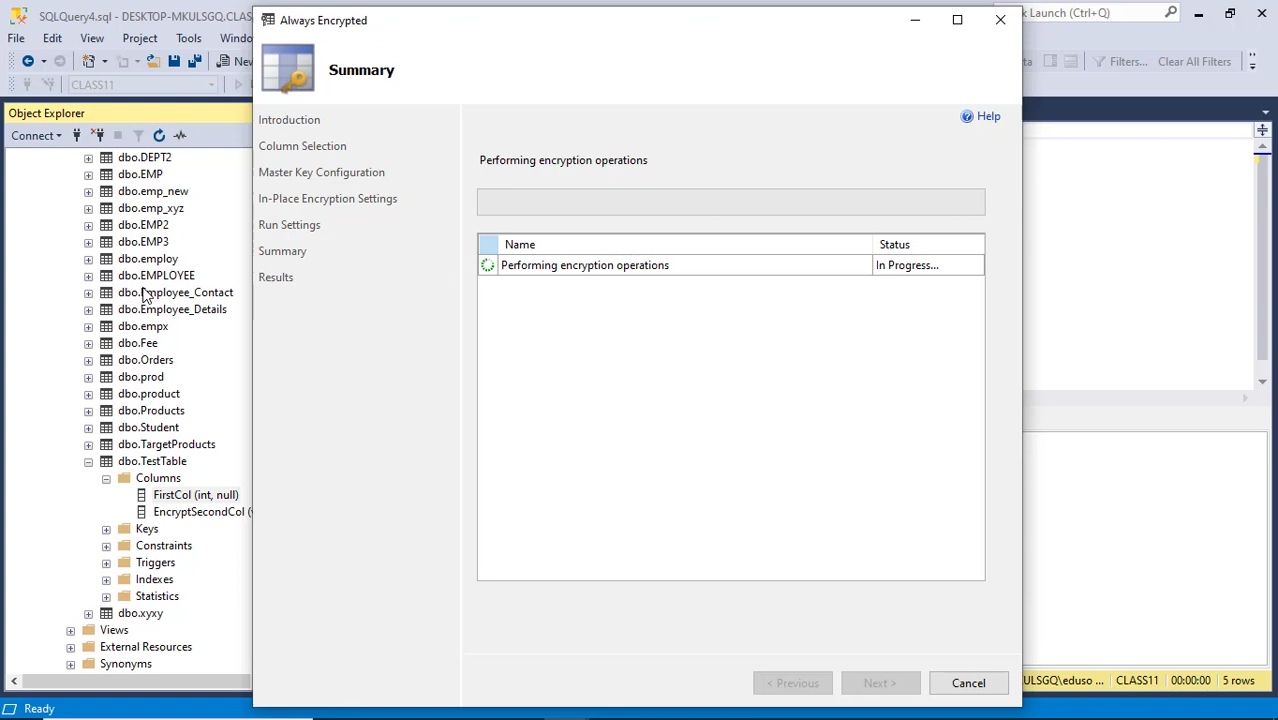 SQLQuery4.sql - DESKTOP-MKULSGQ.CLAS
Always Encrypted
Launch (Ctrl+Q)
File Edit View Project Tools Windo
New
Filters... Clear All Filters
CLASS11
Summary
Object Explorer
Connect
Introduction
Column Selection
Master Key Configuration
In-Place Encryption Settings
Run Settings
Summary
Results
Help
Performing encryption operations
Name Status
Performing encryption operations In Progress...
dbo.DEPT2
dbo.EMP
dbo.emp_new
dbo.emp_xyz
dbo.EMP2
dbo.EMP3
dbo.employ
dbo.EMPLOYEE
dbo.Employee_Contact
dbo.Employee_Details
dbo.empx
dbo.Fee
dbo.Orders
dbo.prod
dbo.product
dbo.Products
dbo.Student
dbo.TargetProducts
dbo.TestTable
Columns
FirstCol (int, null)
EncryptSecondCol (
Keys
Constraints
Triggers
Indexes
Statistics
dbo.xyxy
Views
External Resources
Synonyms
< Previous Next > Cancel
ULSGQ\eduso ... CLASS11 00:00:00 5 rows
Ready